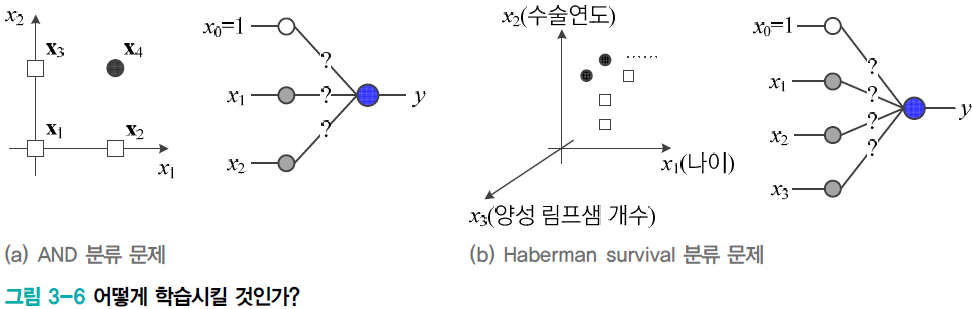 x2
x3 x4
x1 x2
x1
x0=1
x1
x2
?
?
?
y
(a) AND 분류 문제
x2(수술연도)
x1(나이)
x3(양성 림프샘 개수)
x0=1
x1
x2
x3
?
?
?
?
y
(b) Haberman survival 분류 문제
그림 3-6 어떻게 학습시킬 것인가?